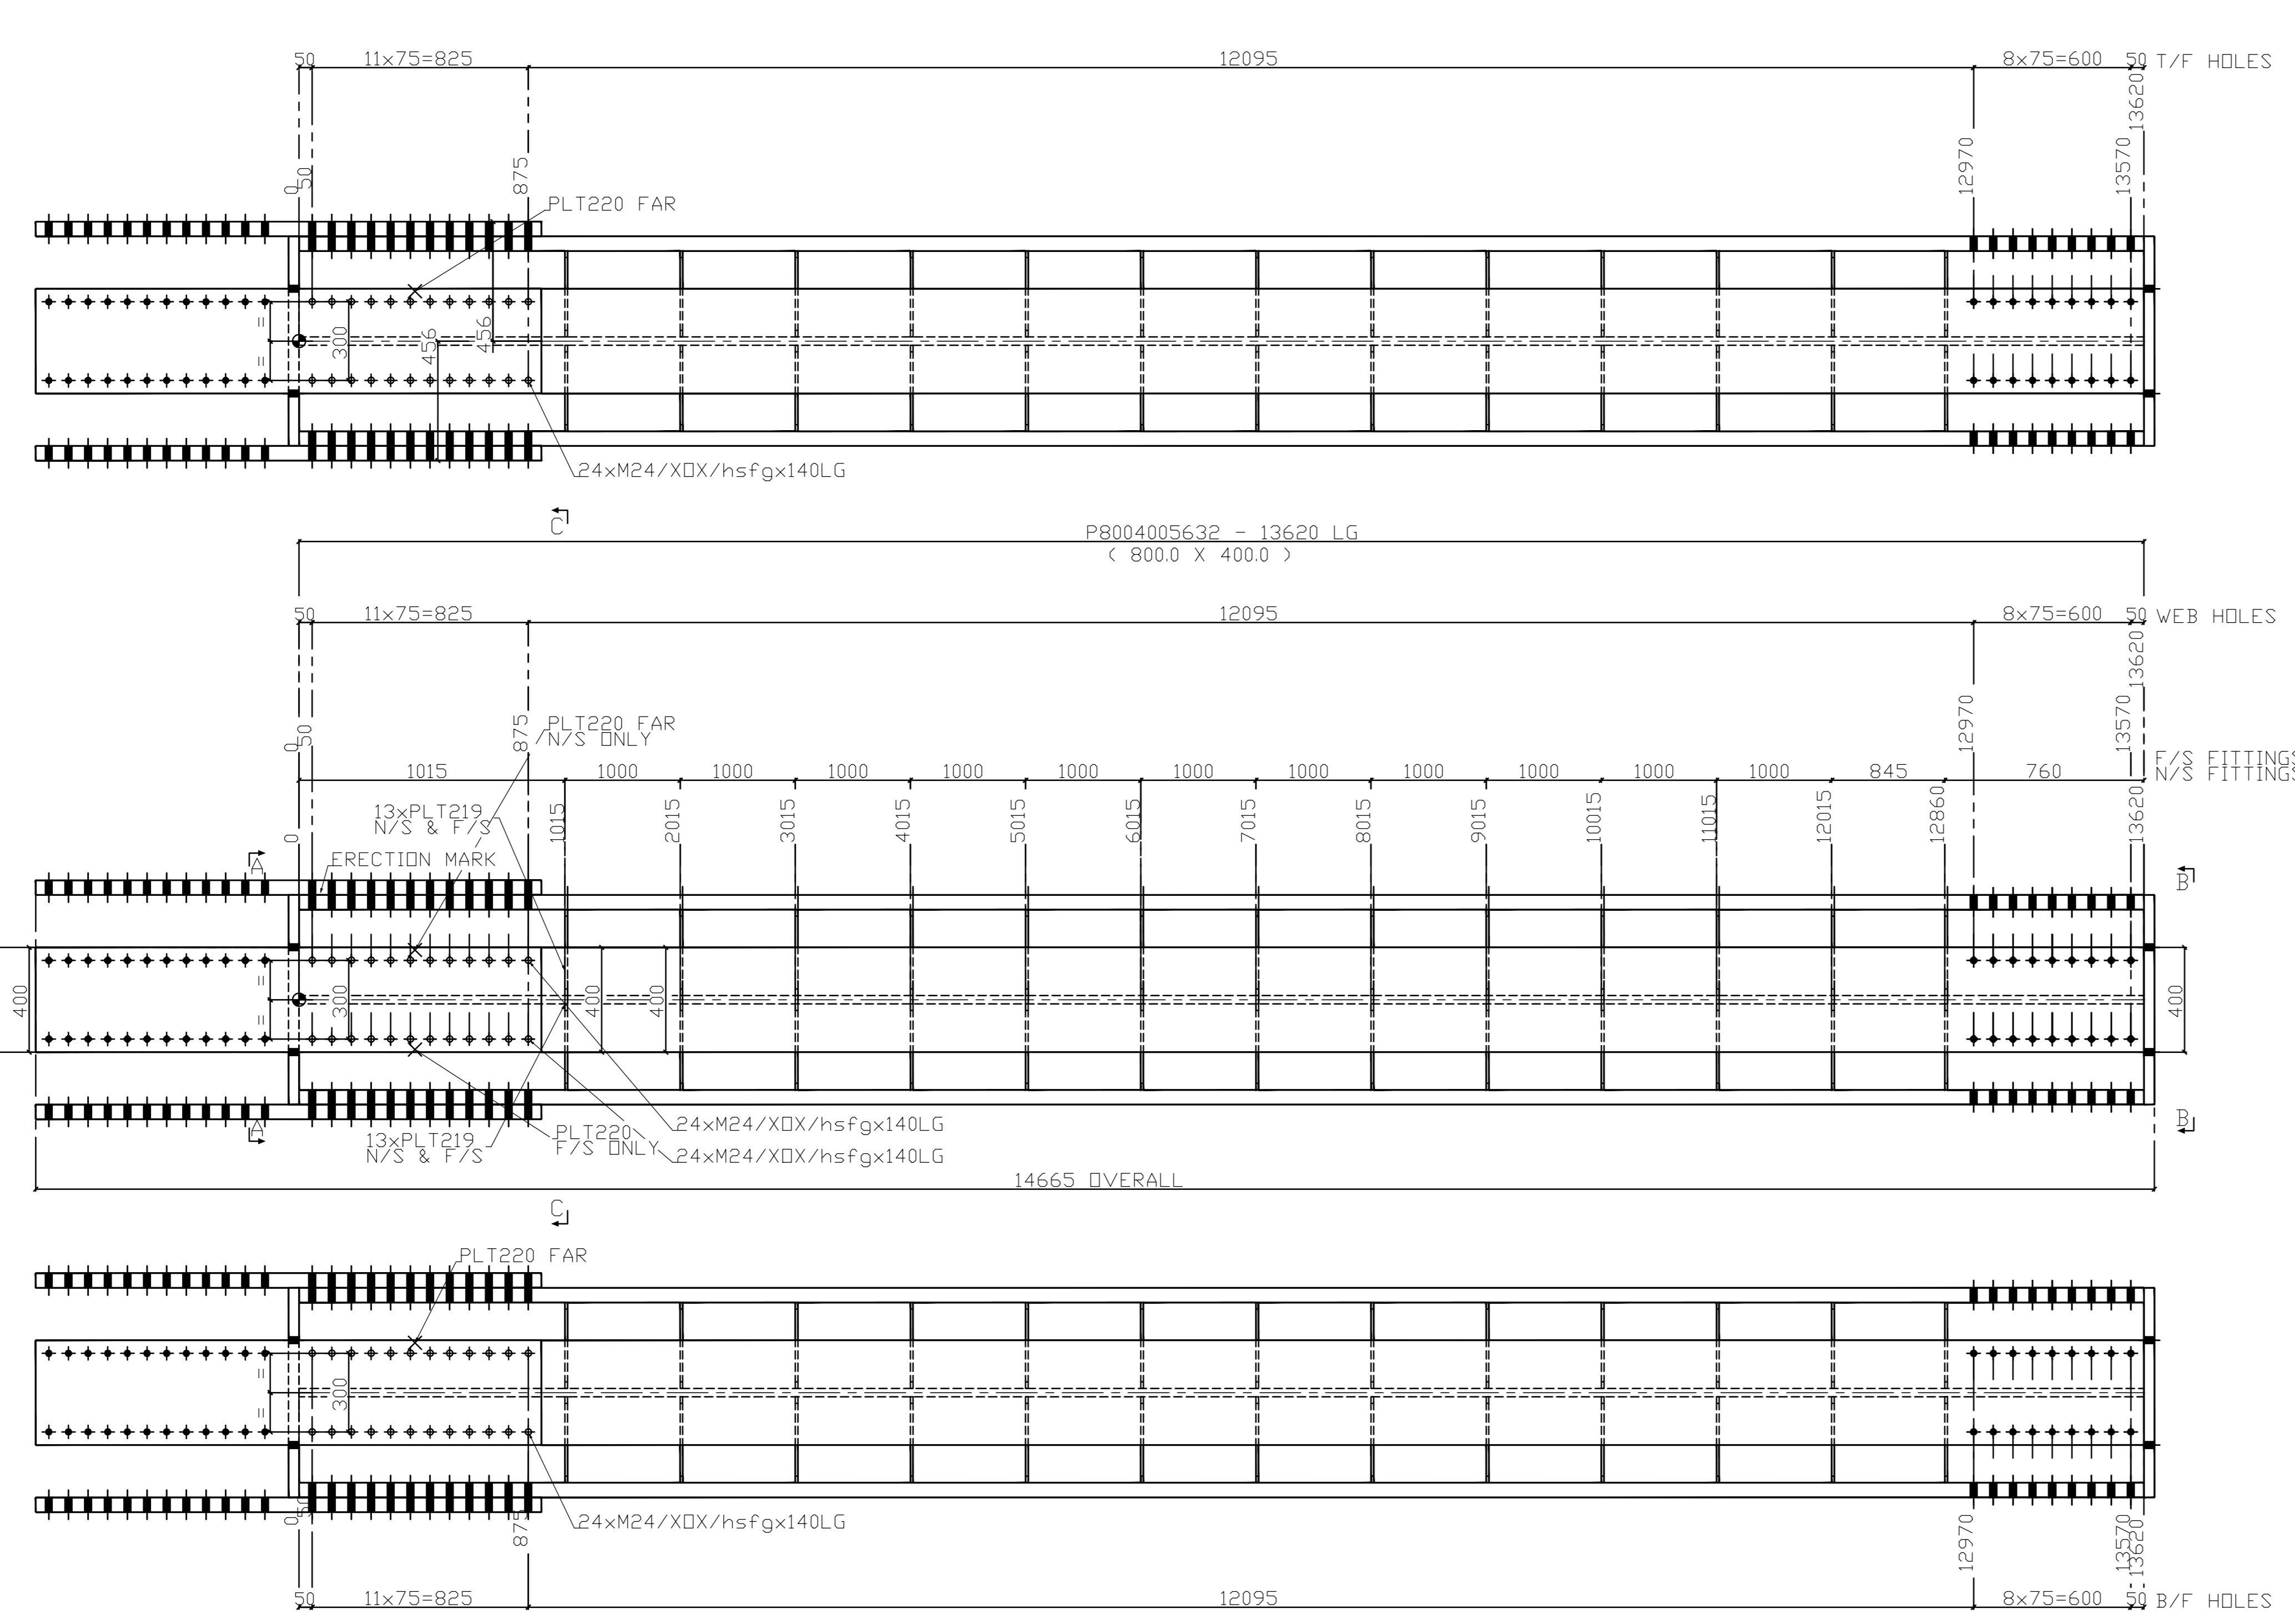 50 11x75=825 12095 8x75=600 50 T/F HOLES
0 50 875 12970 13570 13620
PLT220 FAR
= = 300 456 456
24xM24/XOX/hsfgx140LG
C
P8004005632 - 13620 LG
( 800.0 X 400.0 )
50 11x75=825 12095 8x75=600 50 WEB HOLES
0 50 875 12970 13570 13620
PLT220 FAR
N/S ONLY
F/S FITTINGS
N/S FITTINGS
1015 1000 1000 1000 1000 1000 1000 1000 1000 1000 1000 1000 845 760
13xPLT219
N/S & F/S
0 1015 2015 3015 4015 5015 6015 7015 8015 9015 10015 11015 12015 12860 13620
A ERECTION MARK
B
400 = = 300 400 400 400
A
13xPLT219
N/S & F/S
PLT220
F/S ONLY
24xM24/XOX/hsfgx140LG
24xM24/XOX/hsfgx140LG
B
14665 OVERALL
C
PLT220 FAR
= = 300
24xM24/XOX/hsfgx140LG
0 50 875 12970 13570 13620
50 11x75=825 12095 8x75=600 50 B/F HOLES